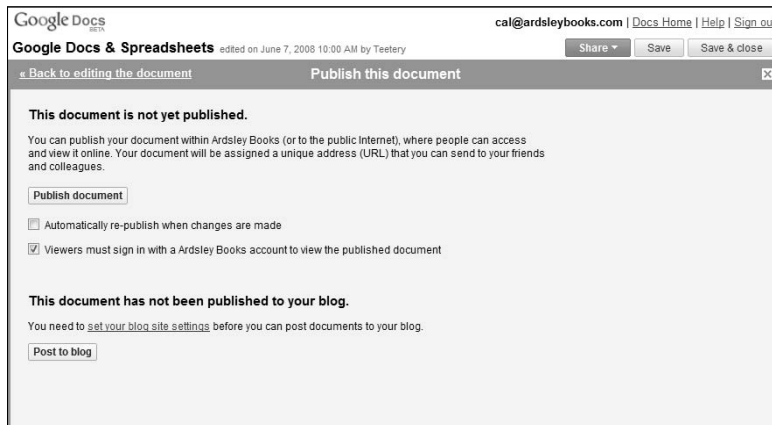 Google Docs
BETA
cal@ardsleybooks.com | Docs Home | Help | Sign ou
Google Docs & Spreadsheets edited on June 7, 2008 10:00 AM by Teetery
Share Save Save & close
« Back to editing the document Publish this document
This document is not yet published.
You can publish your document within Ardsley Books (or to the public Internet), where people can access
and view it online. Your document will be assigned a unique address (URL) that you can send to your friends
and colleagues.
Publish document
Automatically re-publish when changes are made
Viewers must sign in with a Ardsley Books account to view the published document
This document has not been published to your blog.
You need to set your blog site settings before you can post documents to your blog.
Post to blog